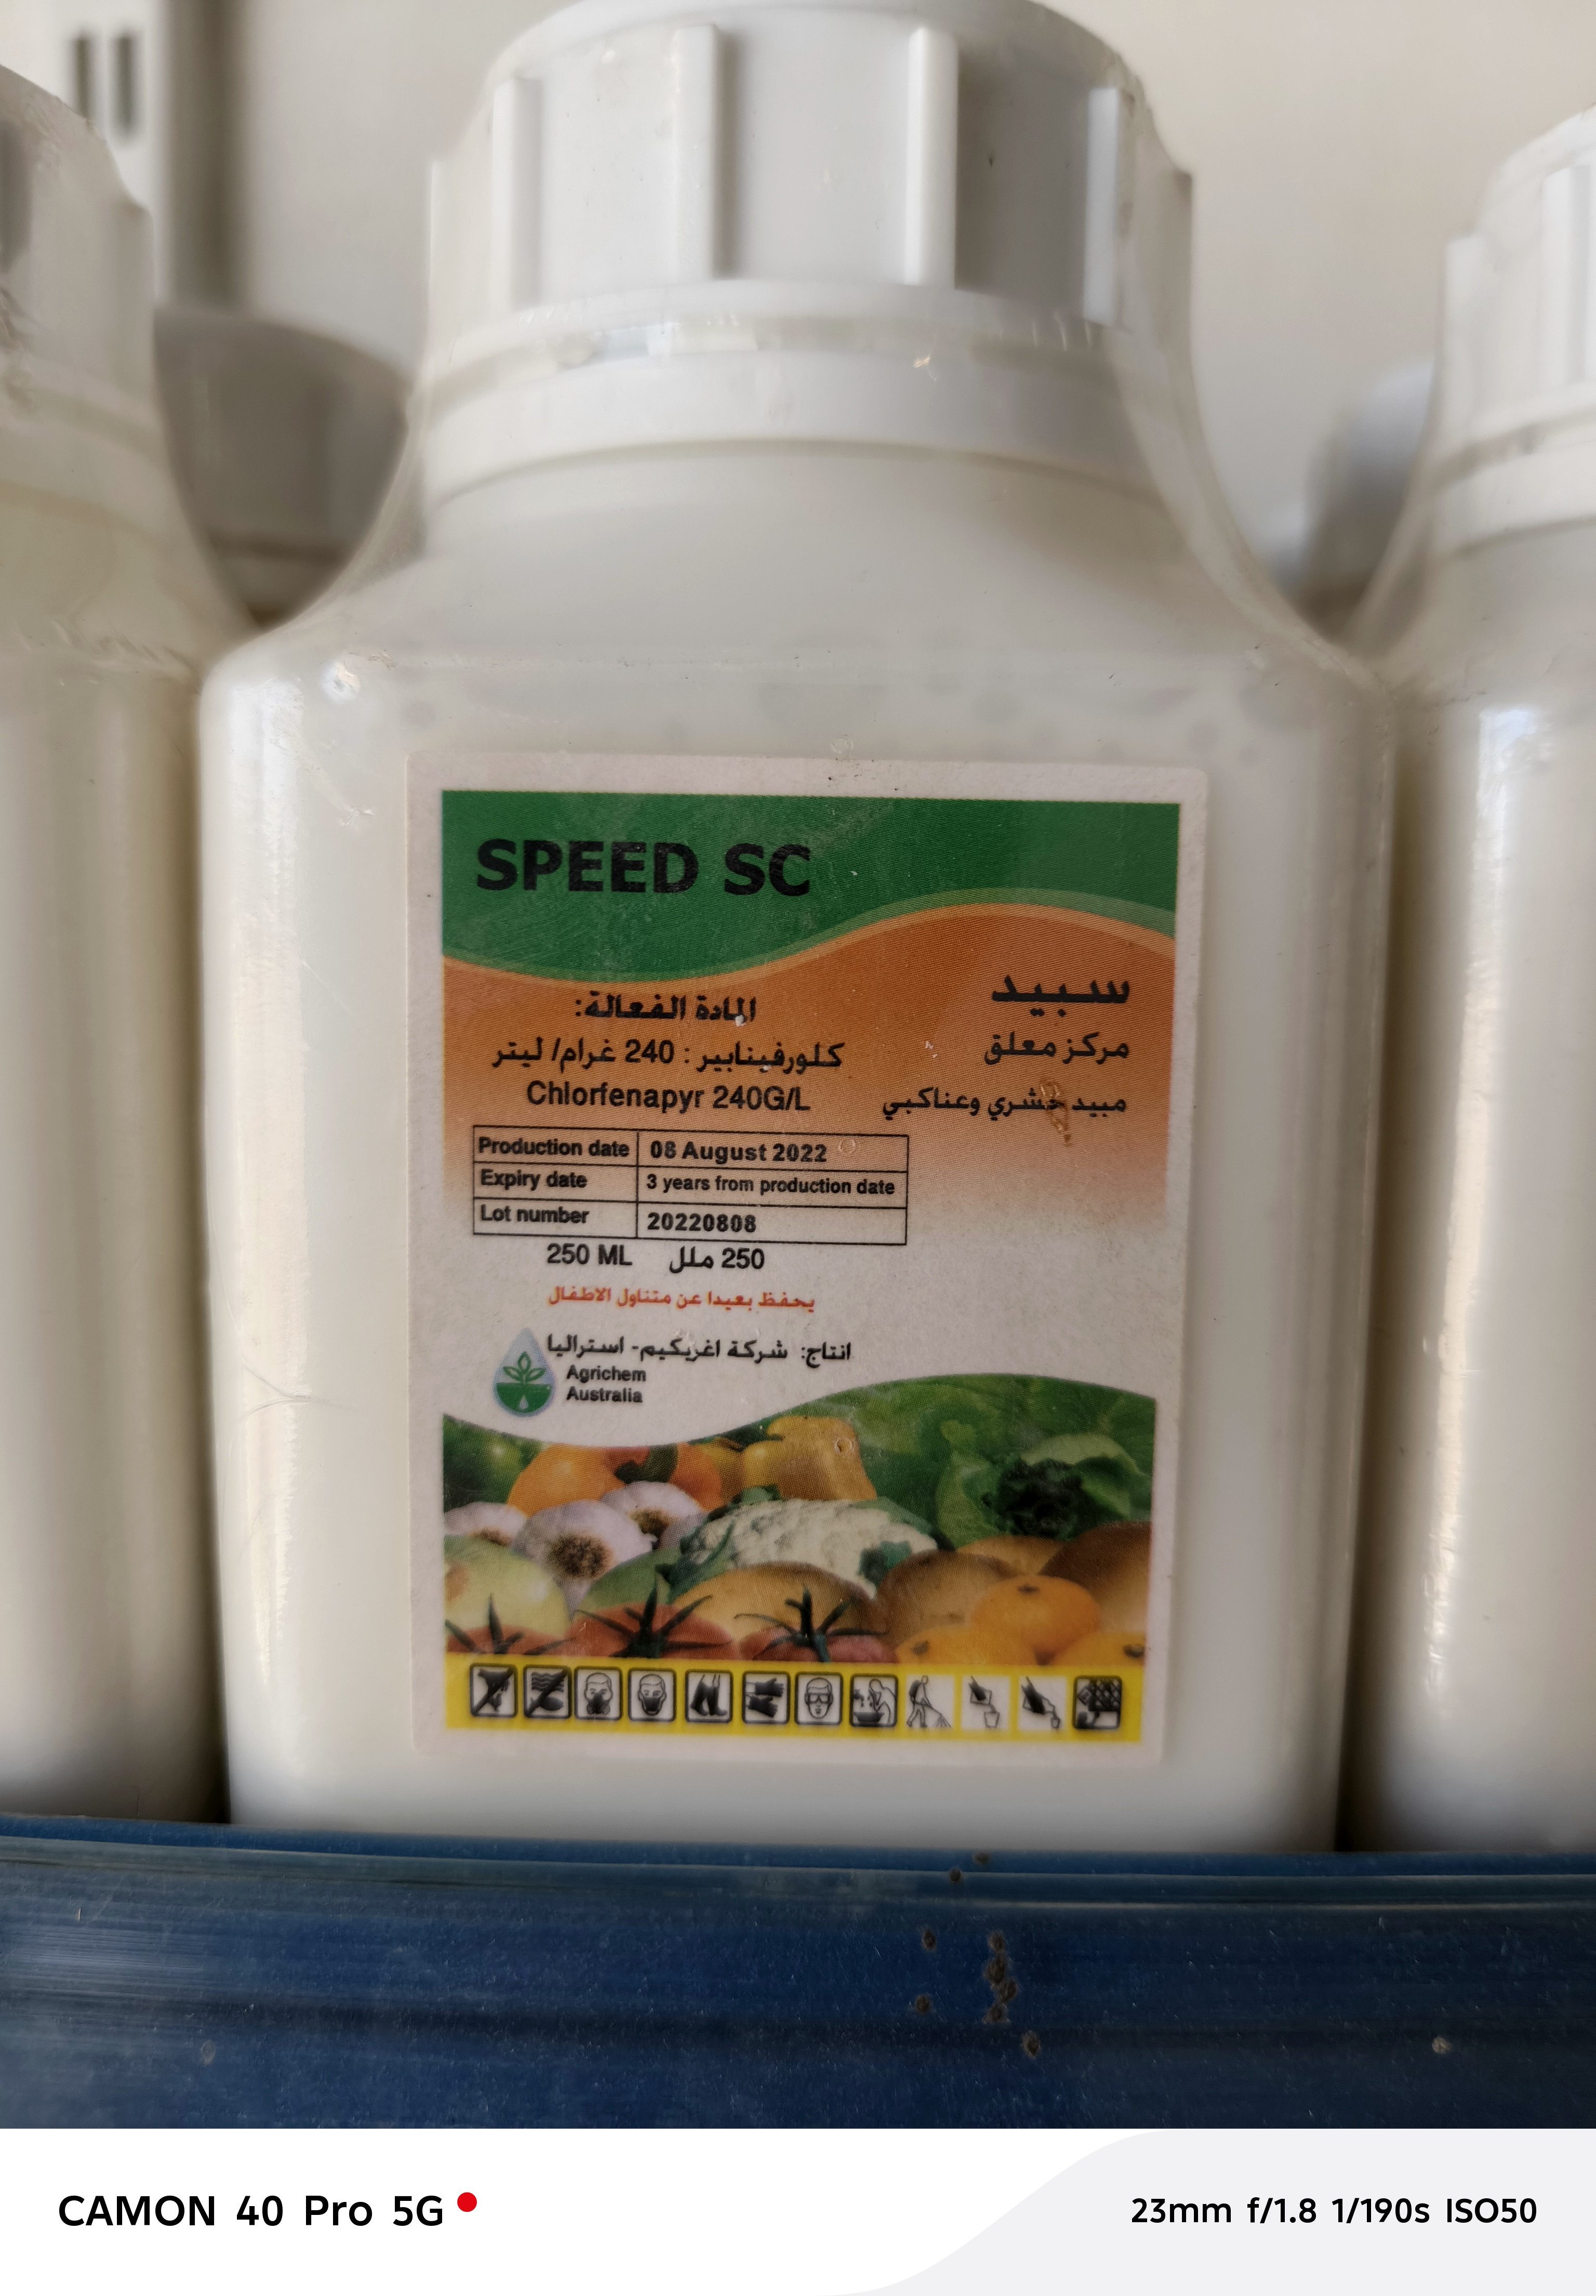 SPEED SC
سبيد
مركز معلق
مبيد حشري وعناكبي
المادة الفعالة:
كلورفينابير : 240 غرام/ ليتر
Chlorfenapyr 240G/L
Production date 08 August 2022
Expiry date 3 years from production date
Lot number 20220808
250 ML 250 ملل
يحفظ بعيدا عن متناول الاطفال
انتاج: شركة اغريكيم- استراليا
Agrichem
Australia
CAMON 40 Pro 5G
23mm f/1.8 1/190s ISO50